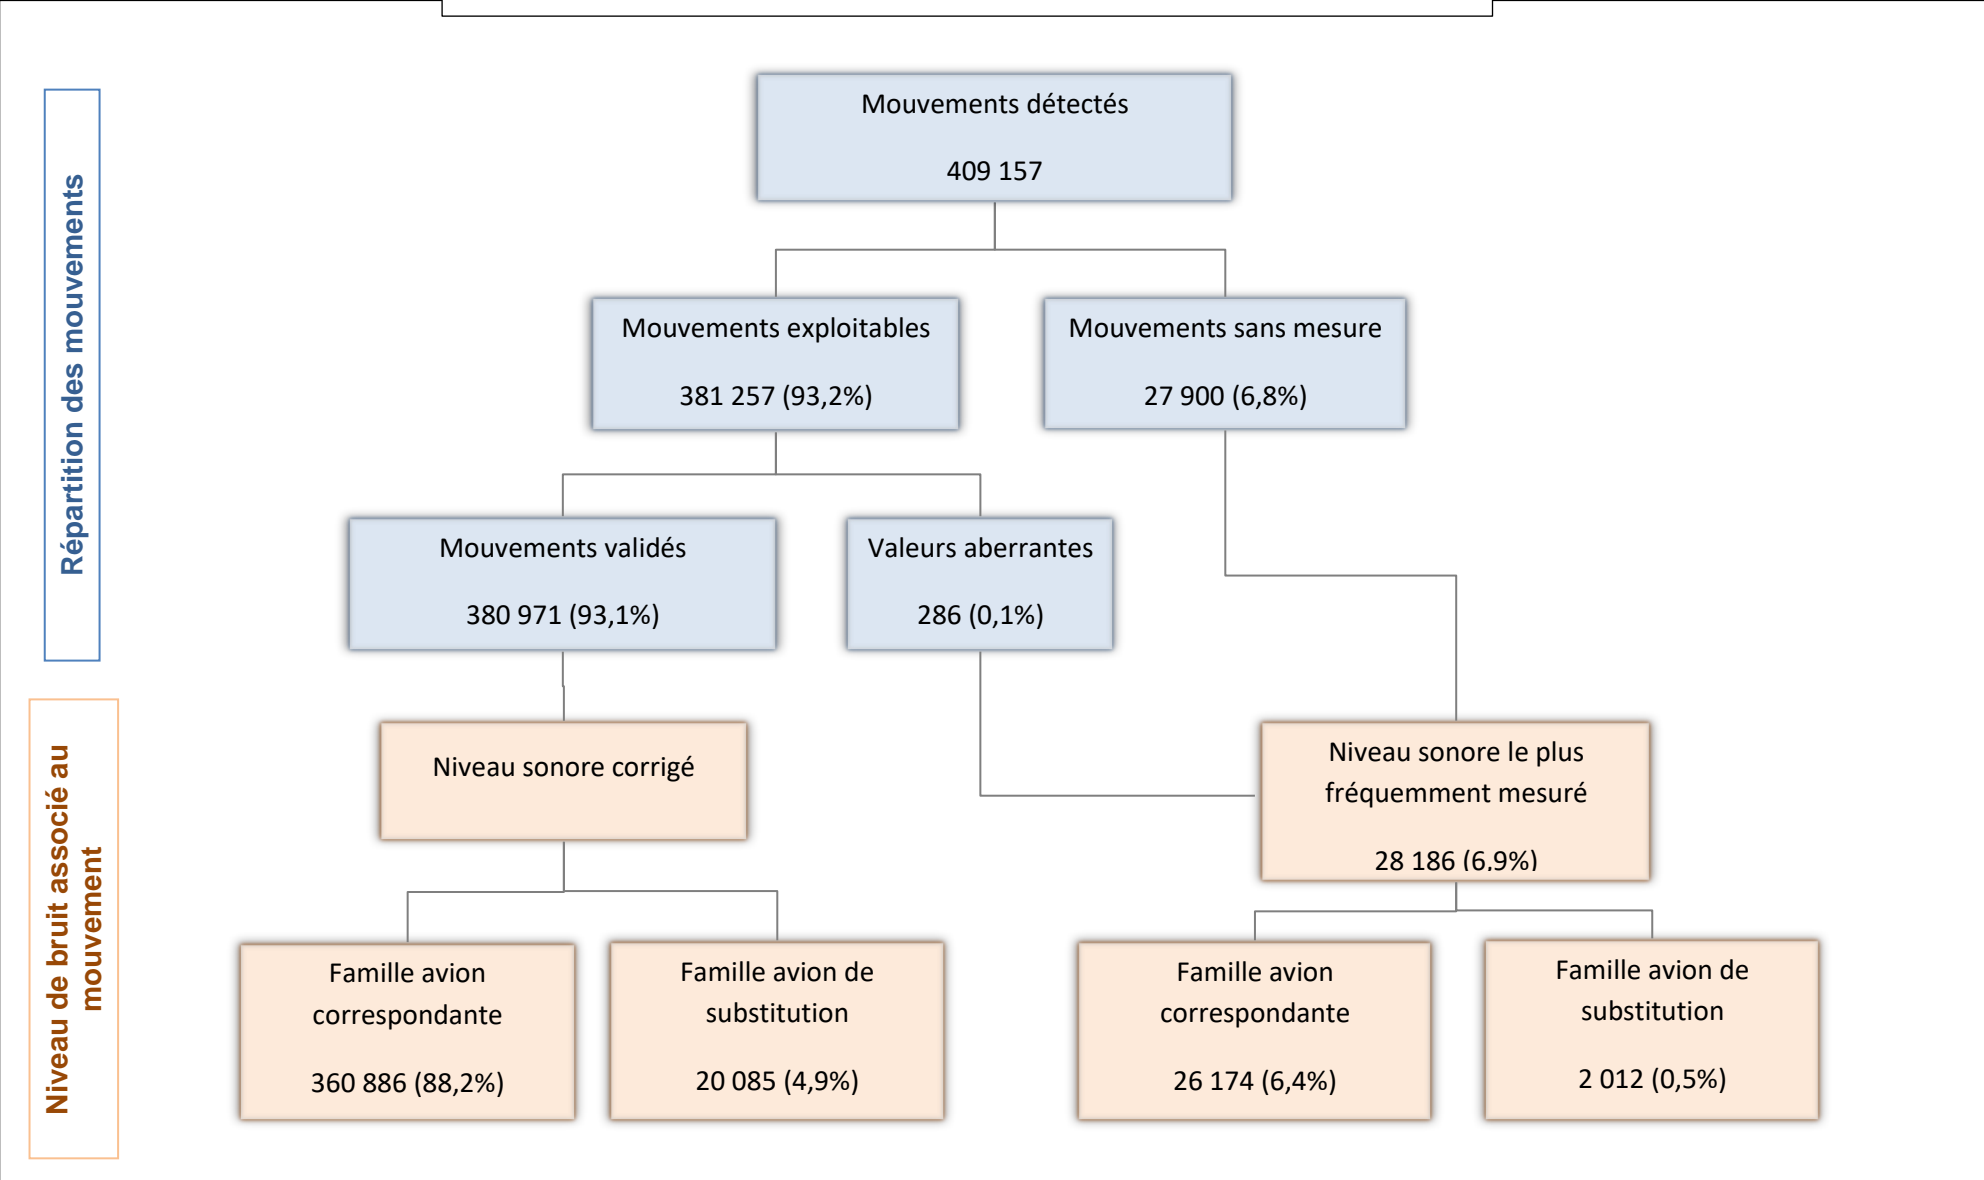 Répartition des mouvements
Mouvements détectés
409 157
Mouvements exploitables
381 257 (93,2%)
Mouvements sans mesure
27 900 (6,8%)
Mouvements validés
380 971 (93,1%)
Valeurs aberrantes
286 (0,1%)
Niveau de bruit associé au
mouvement
Niveau sonore corrigé
Niveau sonore le plus
fréquemment mesuré
28 186 (6,9%)
Famille avion
correspondante
360 886 (88,2%)
Famille avion de
substitution
20 085 (4,9%)
Famille avion
correspondante
26 174 (6,4%)
Famille avion de
substitution
2 012 (0,5%)